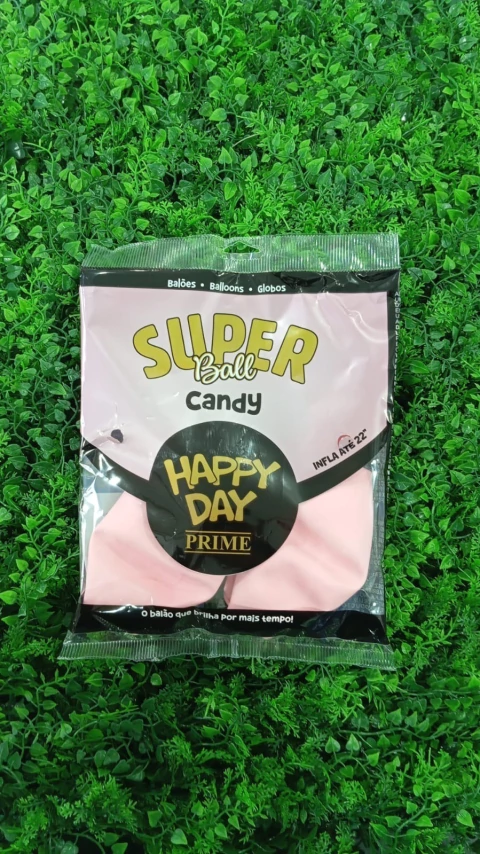 Balões • Balloons • Globos
SUPER
Ball
Candy
INFLA ATÉ 22"
HAPPY
DAY
PRIME
o balão que brilha por mais tempo!